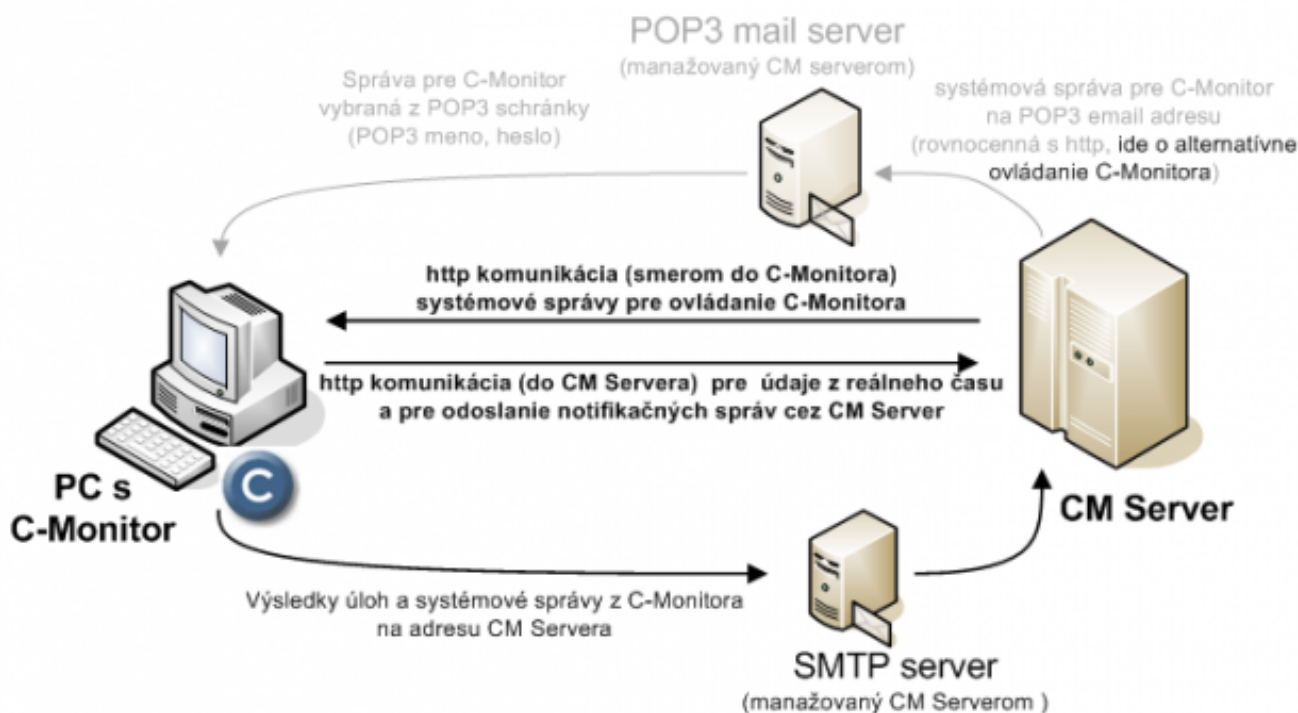 POP3 mail server
(manažovaný CM serverom)
Správa pre C-Monitor
vybraná z POP3 schránky
(POP3 meno, heslo)
systémová správa pre C-Monitor
na POP3 email adresu
(rovnocenná s http, ide o alternatívne
ovládanie C-Monitora)
http komunikácia (smerom do C-Monitora)
systémové správy pre ovládanie C-Monitora
http komunikácia (do CM Servera) pre údaje z reálneho času
a pre odoslanie notifikačných správ cez CM Server
PC s
C-Monitor
C
CM Server
Výsledky úloh a systémové správy z C-Monitora
na adresu CM Servera
SMTP server
(manažovaný CM Serverom )